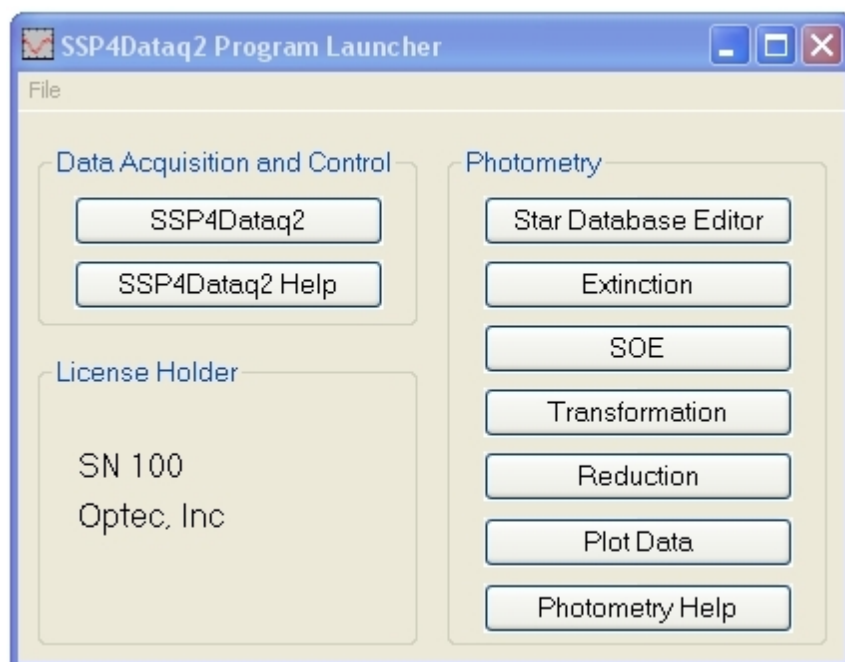 SSP4Dataq2 Program Launcher
File
Data Acquisition and Control
SSP4Dataq2
SSP4Dataq2 Help
License Holder
SN 100
Optec, Inc
Photometry
Star Database Editor
Extinction
SOE
Transformation
Reduction
Plot Data
Photometry Help